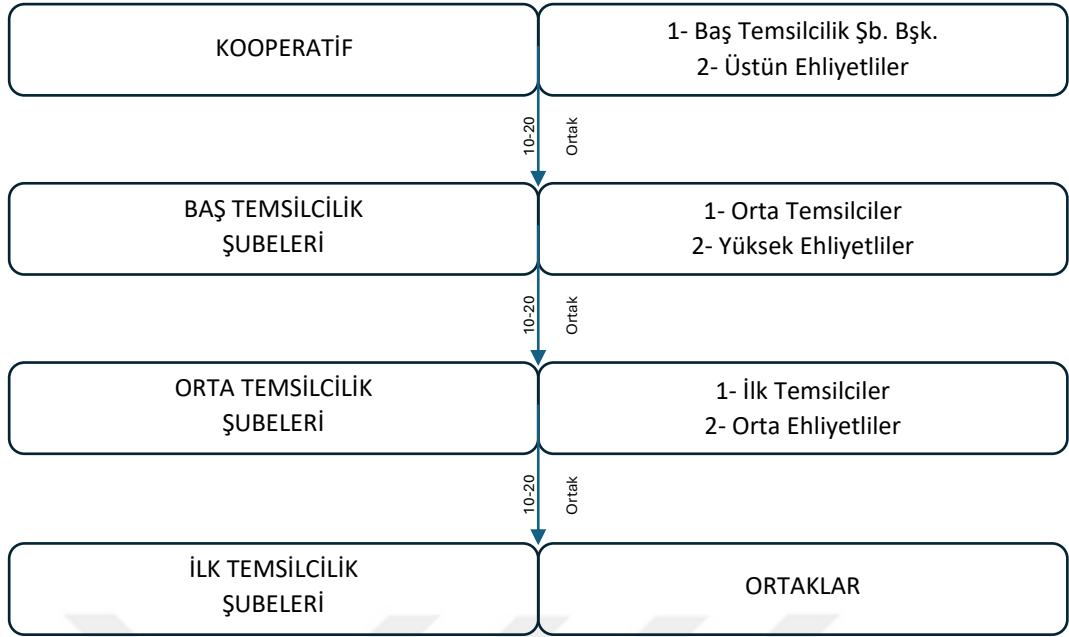 KOOPERATİF
1- Baş Temsilcilik Şb. Bşk.
2- Üstün Ehliyetliler
10-20
Ortak
BAŞ TEMSİLCİLİK
ŞUBELERİ
1- Orta Temsilciler
2- Yüksek Ehliyetliler
10-20
Ortak
ORTA TEMSİLCİLİK
ŞUBELERİ
1- İlk Temsilciler
2- Orta Ehliyetliler
10-20
Ortak
İLK TEMSİLCİLİK
ŞUBELERİ
ORTAKLAR